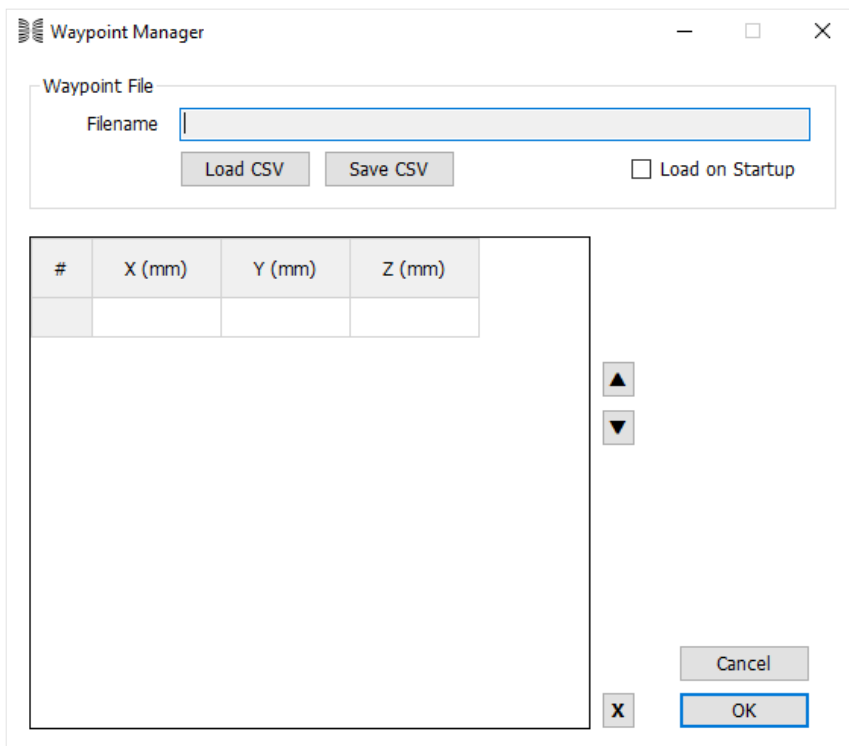 Waypoint Manager
Waypoint File
Filename
Load CSV Save CSV Load on Startup
# X (mm) Y (mm) Z (mm)
▲
▼
Cancel
X OK